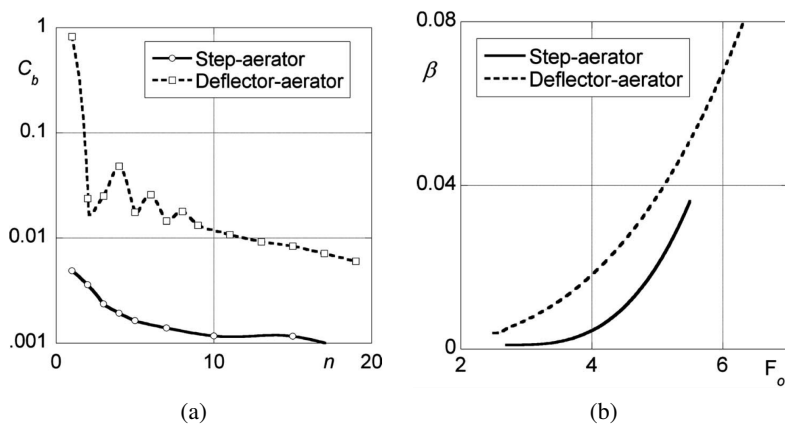 1
C_b
0.1
0.01
.001
0
10
n
20
Step-aerator
Deflector-aerator
(a)
0.08
β
0.04
0
2
4
6
F_o
Step-aerator
Deflector-aerator
(b)